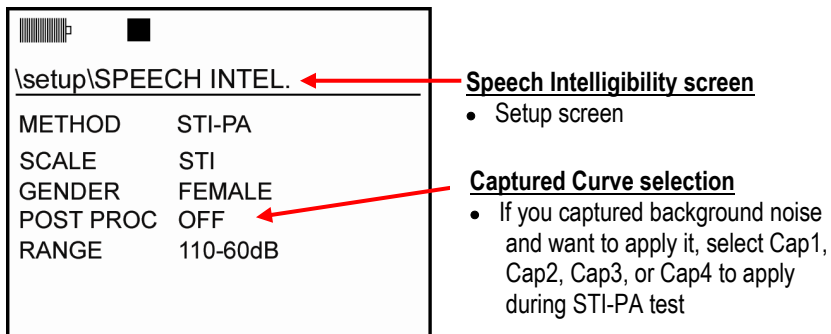 \setup\SPEECH INTEL.
METHOD STI-PA
SCALE STI
GENDER FEMALE
POST PROC OFF
RANGE 110-60dB
Speech Intelligibility screen
• Setup screen
Captured Curve selection
• If you captured background noise
and want to apply it, select Cap1,
Cap2, Cap3, or Cap4 to apply
during STI-PA test